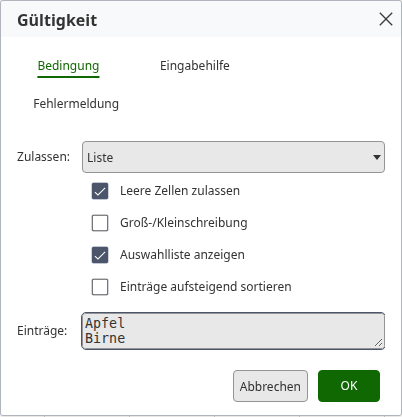 Gültigkeit
Bedingung
Eingabehilfe
Fehlermeldung
Zulassen:
Liste
Leere Zellen zulassen
Groß-/Kleinschreibung
Auswahlliste anzeigen
Einträge aufsteigend sortieren
Einträge:
Apfel
Birne
Abbrechen
OK